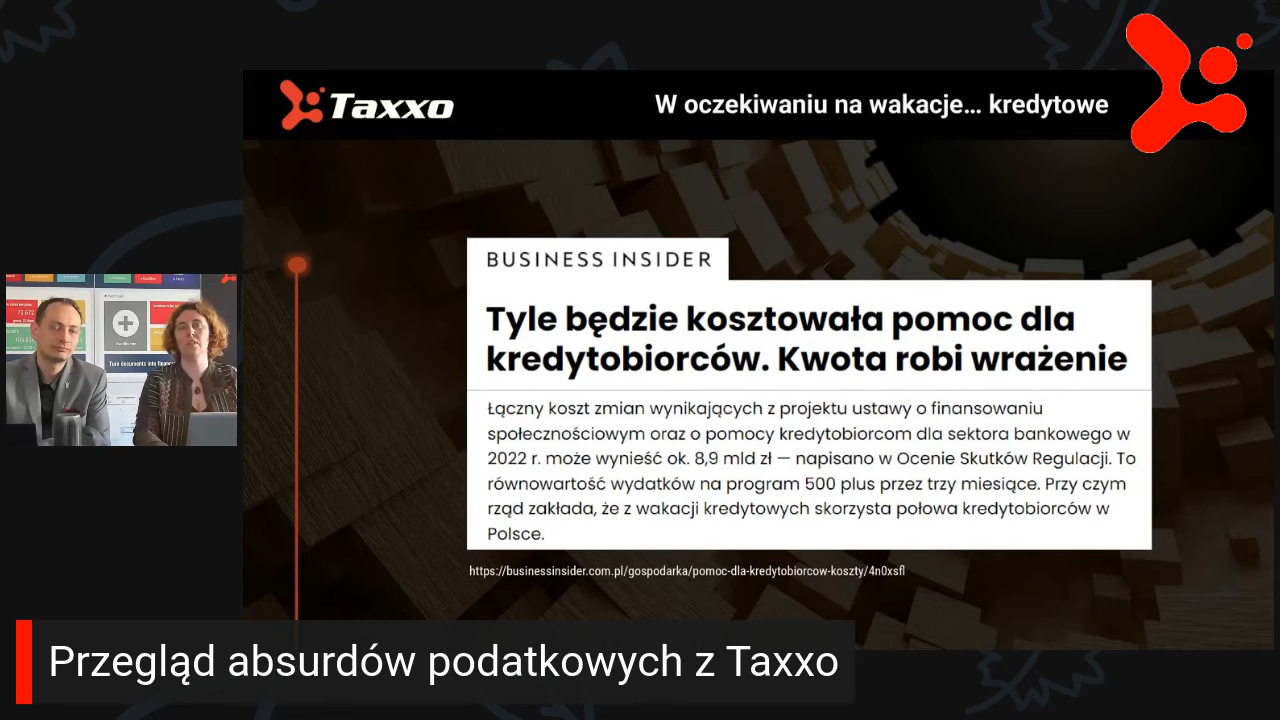 Taxxo
W oczekiwaniu na wakacje... kredytowe
BUSINESS INSIDER
Tyle będzie kosztowała pomoc dla
kredytobiorców. Kwota robi wrażenie
Łączny koszt zmian wynikających z projektu ustawy o finansowaniu
społecznościowym oraz o pomocy kredytobiorcom dla sektora bankowego w
2022 r. może wynieść ok. 8,9 mld zł — napisano w Ocenie Skutków Regulacji. To
równowartość wydatków na program 500 plus przez trzy miesiące. Przy czym
rząd zakłada, że z wakacji kredytowych skorzysta połowa kredytobiorców w
Polsce.
https://businessinsider.com.pl/gospodarka/pomoc-dla-kredytobiorcow-koszty/4n0xsfl
Turn documents into
Przegląd absurdów podatkowych z Taxxo